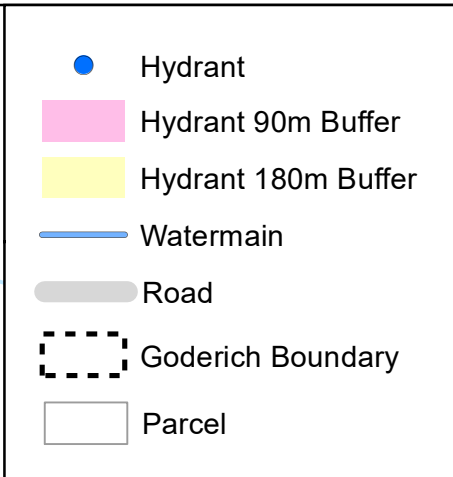 Hydrant
Hydrant 90m Buffer
Hydrant 180m Buffer
Watermain
Road
Goderich Boundary
Parcel